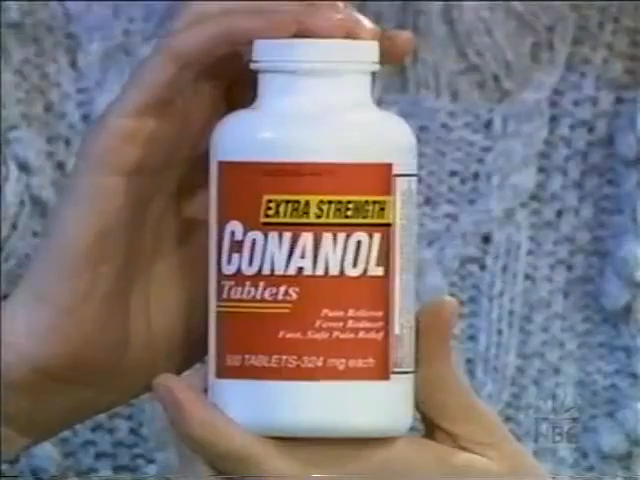 EXTRA STRENGTH
CONANOL
Tablets
Pain Reliever
Fever Reducer
Fast, Safe Pain Relief
500 TABLETS-324 mg each
NBC